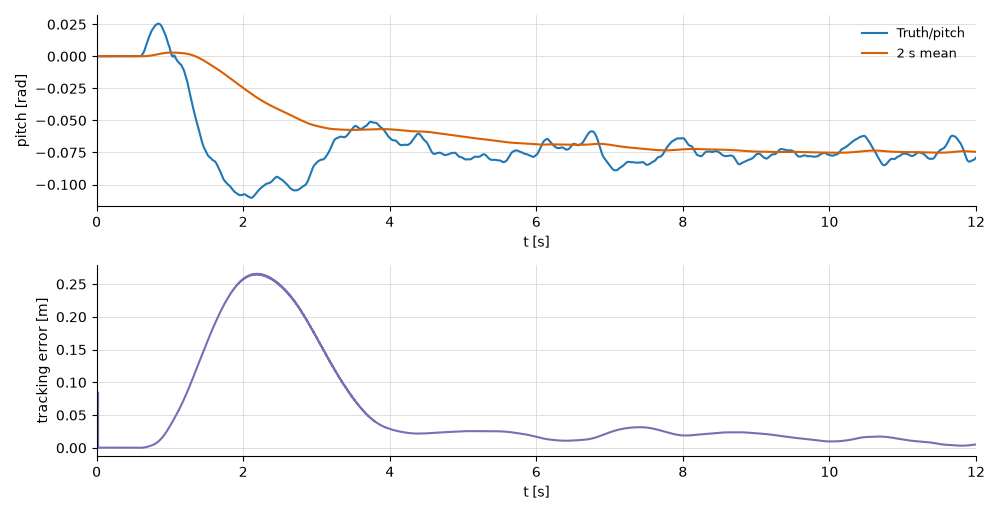 0.025
0.000
−0.025
−0.050
−0.075
−0.100
pitch [rad]
Truth/pitch
2 s mean
0 2 4 6 8 10 12
t [s]
0.25
0.20
0.15
0.10
0.05
0.00
tracking error [m]
0 2 4 6 8 10 12
t [s]